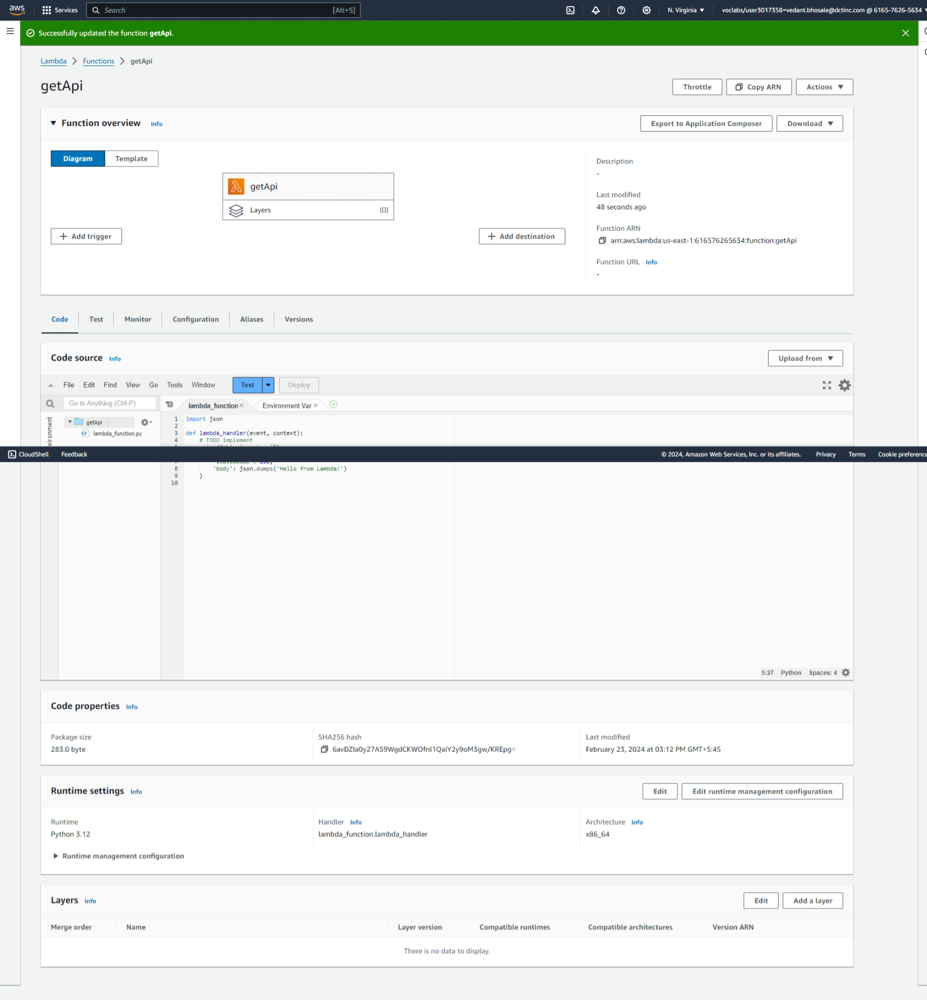 aws Services Search [Alt+S] N. Virginia voclabs/user3017358=vedant.bhosale@dctinc.com @ 6165-7626-5634
Successfully updated the function getApi.
Lambda Functions getApi
getApi
Throttle Copy ARN Actions
Function overview Info
Export to Application Composer Download
Diagram Template
getApi
Layers (0)
Add trigger
Add destination
Description
-
Last modified
48 seconds ago
Function ARN
arn:aws:lambda:us-east-1:616576265634:function:getApi
Function URL Info
-
Code Test Monitor Configuration Aliases Versions
Code source Info
Upload from
File Edit Find View Go Tools Window Test Deploy
Go to Anything (Ctrl-P)
lambda_function Environment Vari
getApi - /
lambda_function.py
1 import json
2
3 def lambda_handler(event, context):
4 # TODO implement
CloudShell Feedback © 2024, Amazon Web Services, Inc. or its affiliates. Privacy Terms Cookie preference
8 'body': json.dumps('Hello from Lambda!')
9 }
10
5:27 Python Spaces: 4
Code properties Info
Package size
283.0 byte
SHA256 hash
6avDZIa0y27A59WgdCKWOfnl1QaiY2y9oM3gw/KREpg=
Last modified
February 23, 2024 at 03:12 PM GMT+5:45
Runtime settings Info
Edit Edit runtime management configuration
Runtime
Python 3.12
Handler Info
lambda_function.lambda_handler
Architecture Info
x86_64
Runtime management configuration
Layers Info
Edit Add a layer
Merge order Name Layer version Compatible runtimes Compatible architectures Version ARN
There is no data to display.